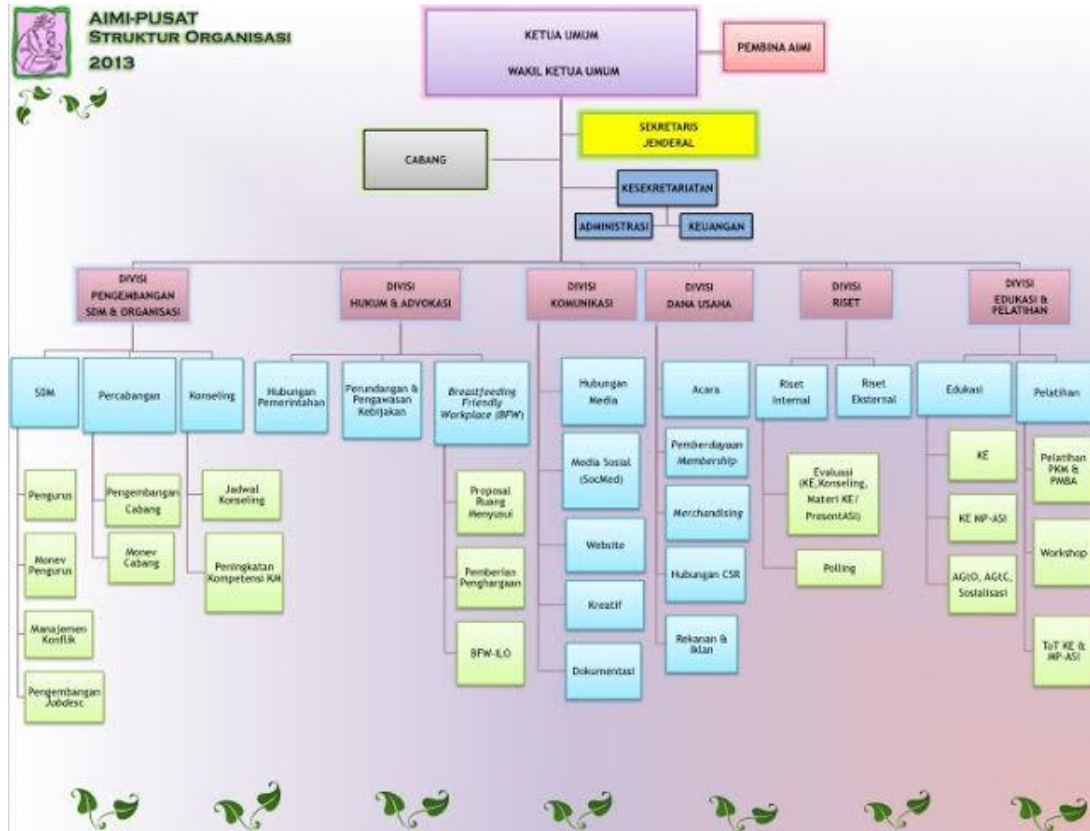 AIMI-PUSAT
STRUKTUR ORGANISASI
2013
KETUA UMUM
WAKIL KETUA UMUM
PEMBINA AIMI
SEKRETARIS
JENDERAL
CABANG
KESEKRETARIATAN
ADMINISTRASI
KEUANGAN
DIVISI
PENGEMBANGAN
SDM & ORGANISASI
DIVISI
HUKUM & ADVOKASI
DIVISI
KOMUNIKASI
DIVISI
DANA USAHA
DIVISI
RISET
DIVISI
EDUKASI &
PELATIHAN
SDM
Percabangan
Konseling
Hubungan
Pemerintahan
Perundangan &
Pengawasan
Kebijakan
Breastfeeding
Friendly
Workplace (BFW)
Hubungan
Media
Acara
Riset
Internal
Riset
Eksternal
Edukasi
Pelatihan
Pengurus
Monev
Pengurus
Manajemen
Konflik
Pengembangan
Jobdesc
Pengembangan
Cabang
Monev
Cabang
Jadwal
Konseling
Peningkatan
Kompetensi KM
Proposal
Ruang
Menyusui
Pemberian
Penghargaan
BFW-ILO
Media Sosial
(SocMed)
Website
Kreatif
Dokumentasi
Pemberdayaan
Membership
Merchandising
Hubungan CSR
Rekanan &
Iklan
Evaluasi
(KE,Konseling,
Materi KE/
PresentASI)
Polling
KE
KE MP-ASI
AGtO, AGtC,
Sosialisasi
Pelatihan
PKM &
PMBA
Workshop
ToT KE &
MP-ASI